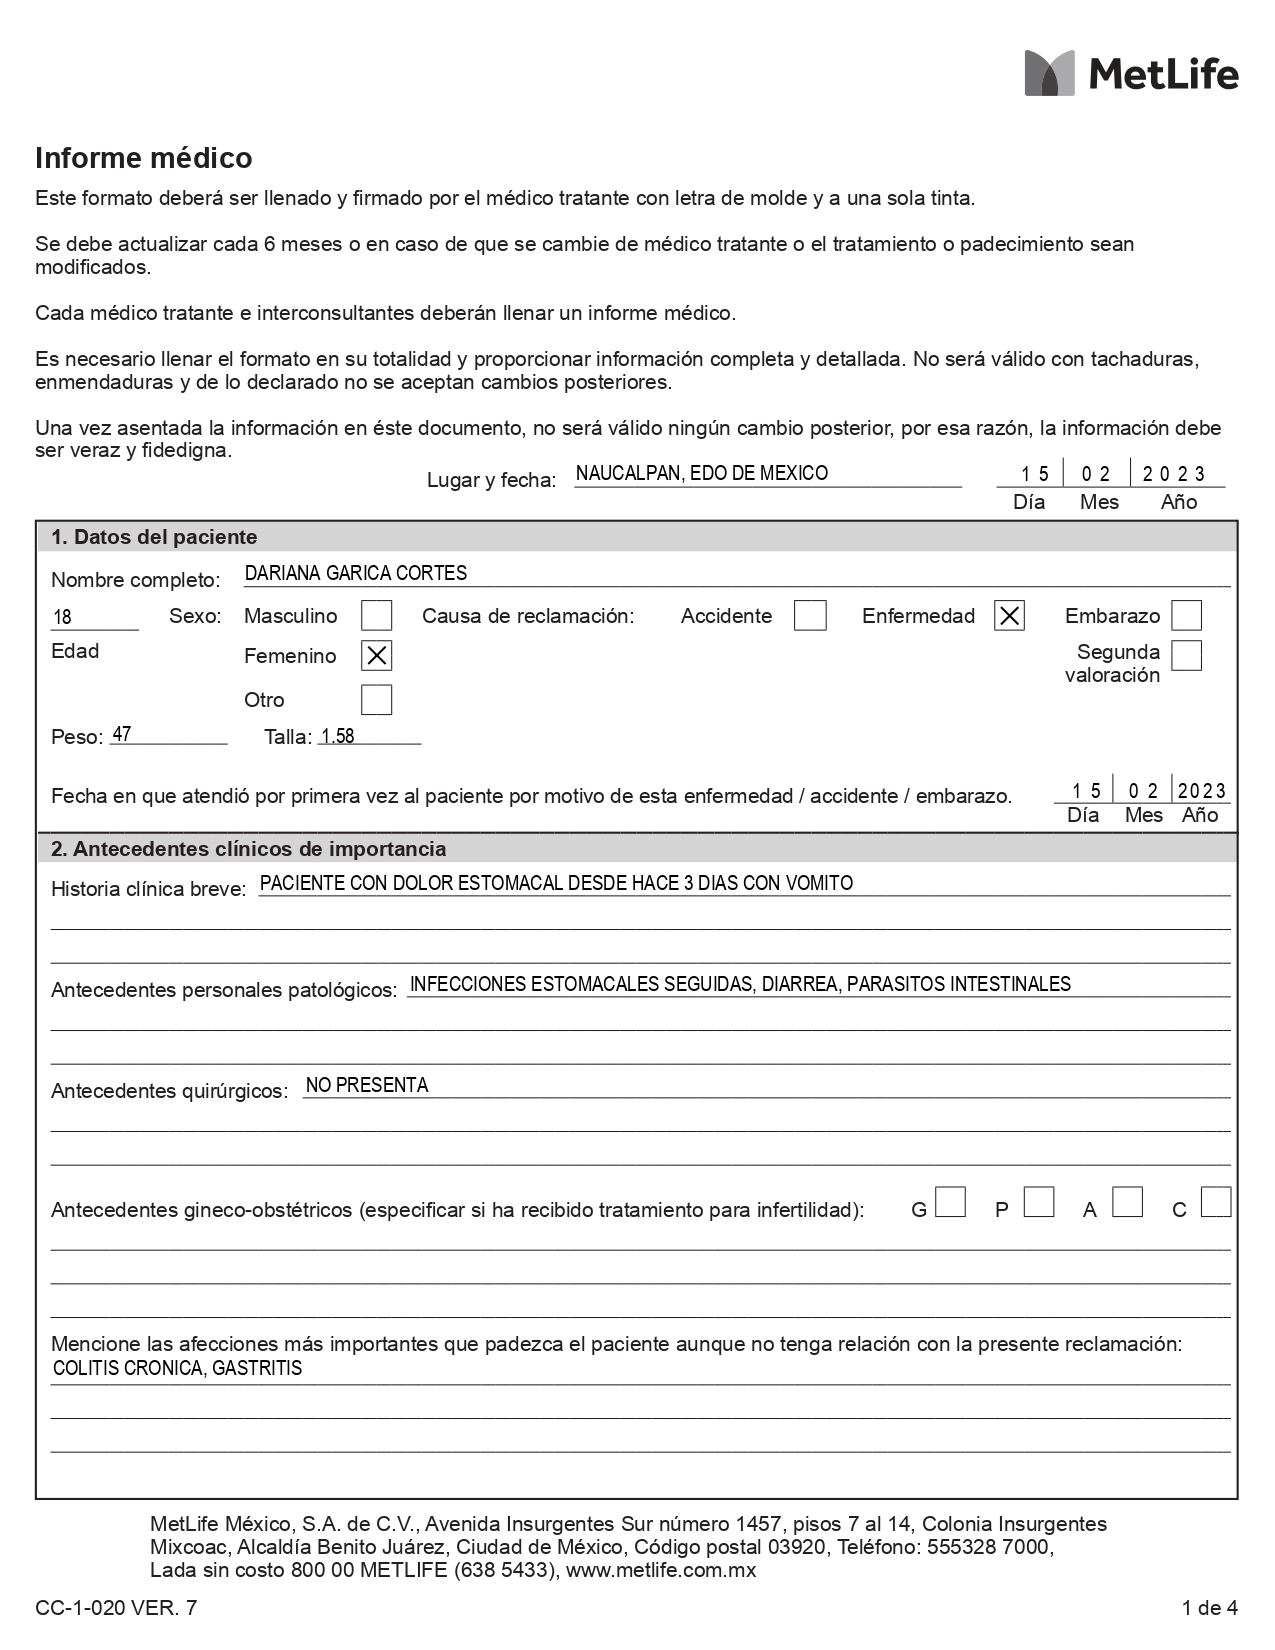 MetLife
Informe médico
Este formato deberá ser llenado y firmado por el médico tratante con letra de molde y a una sola tinta.
Se debe actualizar cada 6 meses o en caso de que se cambie de médico tratante o el tratamiento o padecimiento sean
modificados.
Cada médico tratante e interconsultantes deberán llenar un informe médico.
Es necesario llenar el formato en su totalidad y proporcionar información completa y detallada. No será válido con tachaduras,
enmendaduras y de lo declarado no se aceptan cambios posteriores.
Una vez asentada la información en éste documento, no será válido ningún cambio posterior, por esa razón, la información debe
ser veraz y fidedigna.
Lugar y fecha: NAUCALPAN, EDO DE MEXICO 15 02 2023
Día Mes Año
1. Datos del paciente
Nombre completo: DARIANA GARICA CORTES
18 Sexo: Masculino Causa de reclamación: Accidente Enfermedad X Embarazo
Edad Femenino X Segunda
valoración
Otro
Peso: 47 Talla: 1.58
Fecha en que atendió por primera vez al paciente por motivo de esta enfermedad / accidente / embarazo. 15 02 2023
Día Mes Año
2. Antecedentes clínicos de importancia
Historia clínica breve: PACIENTE CON DOLOR ESTOMACAL DESDE HACE 3 DIAS CON VOMITO
Antecedentes personales patológicos: INFECCIONES ESTOMACALES SEGUIDAS, DIARREA, PARASITOS INTESTINALES
Antecedentes quirúrgicos: NO PRESENTA
Antecedentes gineco-obstétricos (especificar si ha recibido tratamiento para infertilidad): G P A C
Mencione las afecciones más importantes que padezca el paciente aunque no tenga relación con la presente reclamación:
COLITIS CRONICA, GASTRITIS
MetLife México, S.A. de C.V., Avenida Insurgentes Sur número 1457, pisos 7 al 14, Colonia Insurgentes
Mixcoac, Alcaldía Benito Juárez, Ciudad de México, Código postal 03920, Teléfono: 555328 7000,
Lada sin costo 800 00 METLIFE (638 5433), www.metlife.com.mx
CC-1-020 VER. 7 1 de 4